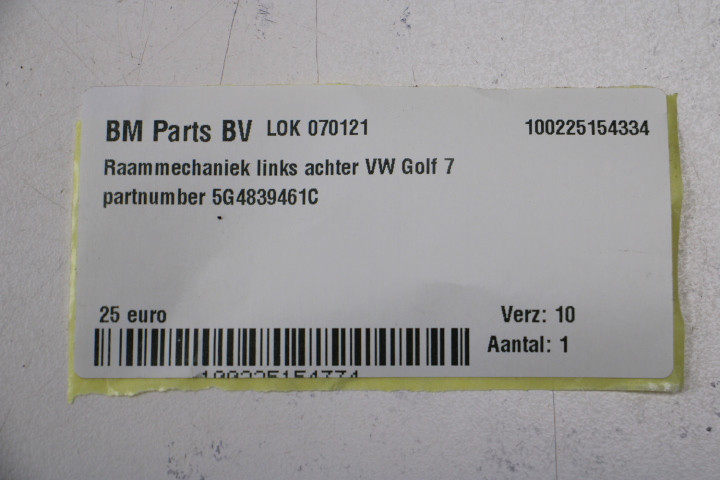 BM Parts BV LOK 070121 100225154334
Raammechaniek links achter VW Golf 7
partnumber 5G4839461C
25 euro Verz: 10
Aantal: 1
100225154334